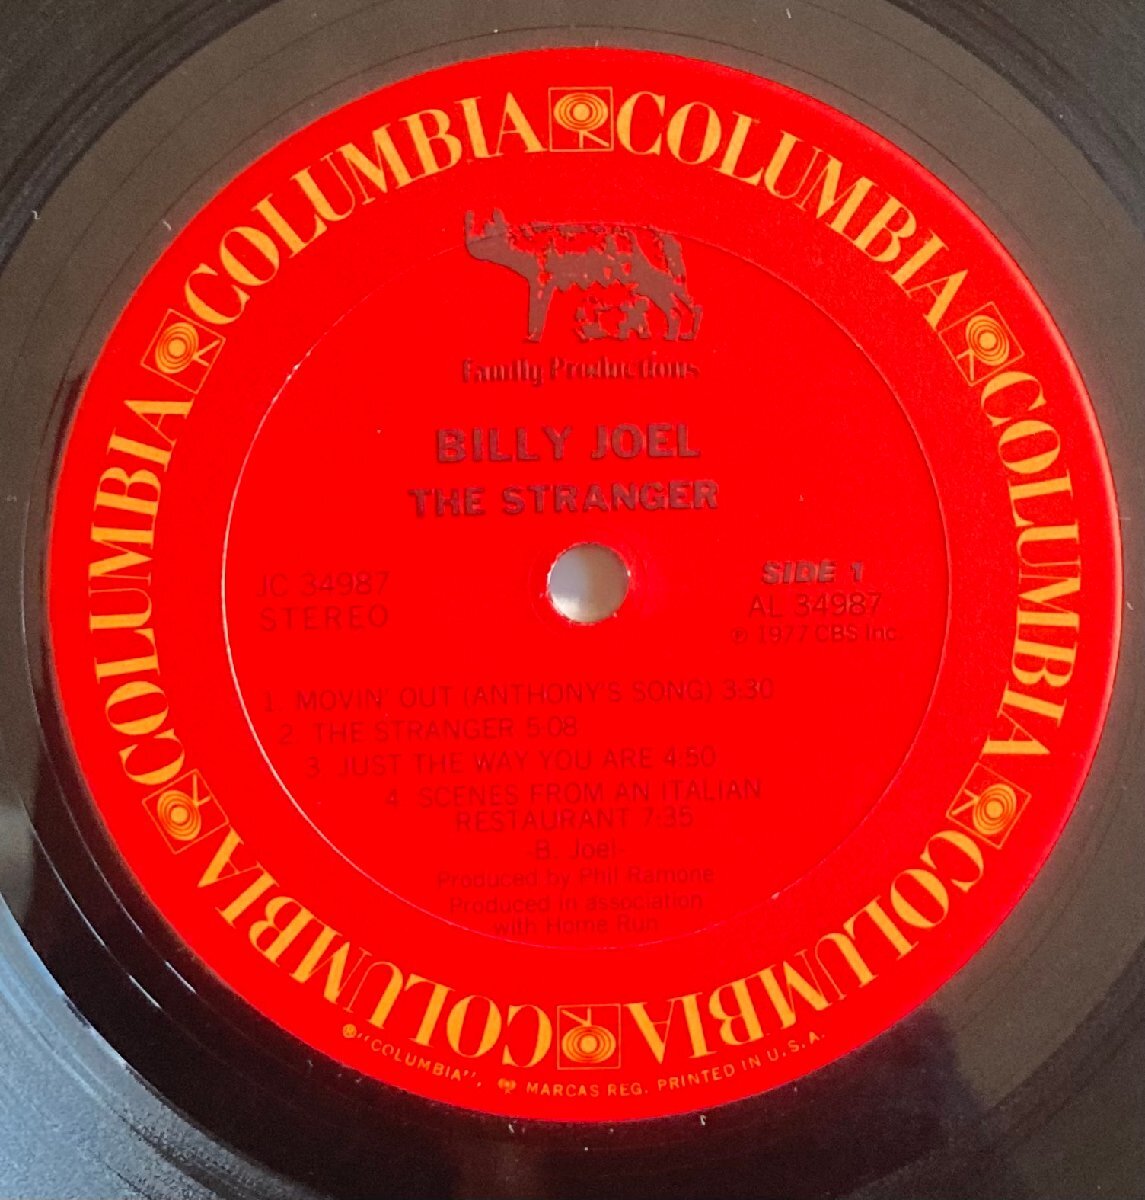 COLUMBIA COLUMBIA COLUMBIA COLUMBIA COLUMBIA COLUMBIA
Family Productions
BILLY JOEL
THE STRANGER
JC 34987
STEREO
SIDE 1
AL 34987
℗ 1977 CBS Inc.
1. MOVIN' OUT (ANTHONY'S SONG) 3:30
2. THE STRANGER 5:08
3. JUST THE WAY YOU ARE 4:50
4. SCENES FROM AN ITALIAN
RESTAURANT 7:35
-B. Joel-
Produced by Phil Ramone
Produced in association
with Home Run
®"COLUMBIA", MARCAS REG. PRINTED IN U.S.A.